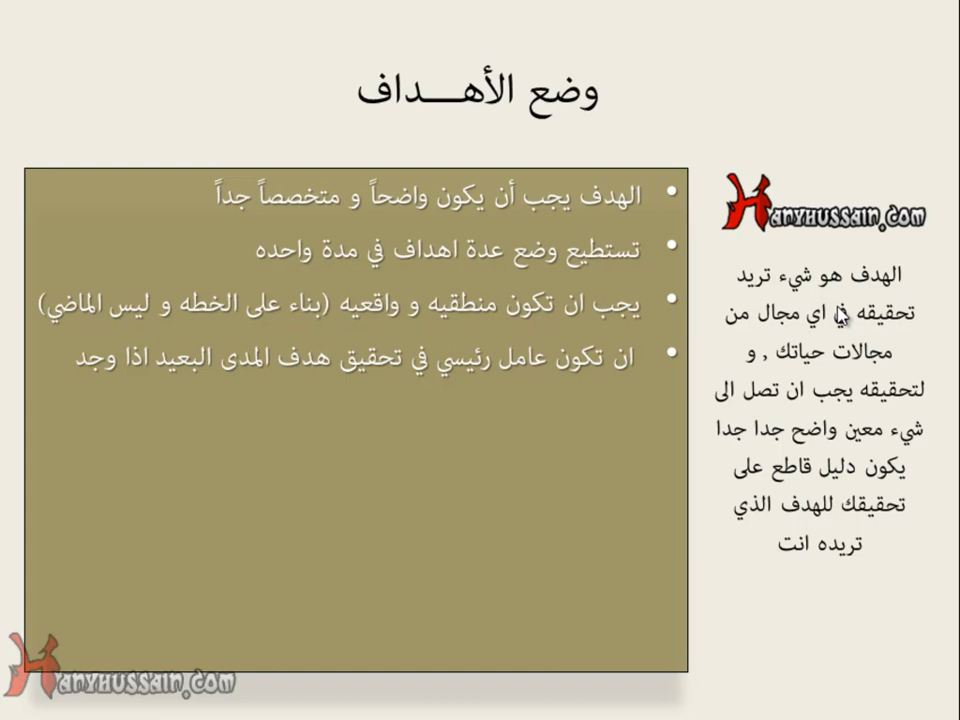 وضع الأهـــداف
الهدف يجب أن يكون واضحاً و متخصصاً جداً
تستطيع وضع عدة اهداف في مدة واحده
يجب ان تكون منطقيه و واقعيه (بناء على الخطه و ليس الماضي)
ان تكون عامل رئيسي في تحقيق هدف المدى البعيد اذا وجد
Hanyhussain.com
الهدف هو شيء تريد
تحقيقه في اي مجال من
مجالات حياتك , و
لتحقيقه يجب ان تصل الى
شيء معين واضح جدا جدا
يكون دليل قاطع على
تحقيقك للهدف الذي
تريده انت
Hanyhussain.com